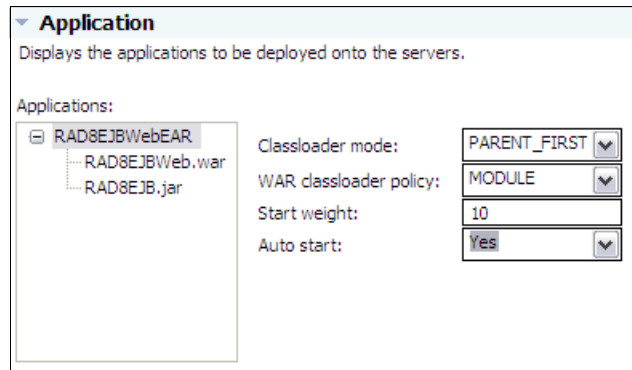 Application
Displays the applications to be deployed onto the servers.
Applications:
RAD8EJBWebEAR
RAD8EJBWeb.war
RAD8EJB.jar
Classloader mode: PARENT_FIRST
WAR classloader policy: MODULE
Start weight: 10
Auto start: Yes